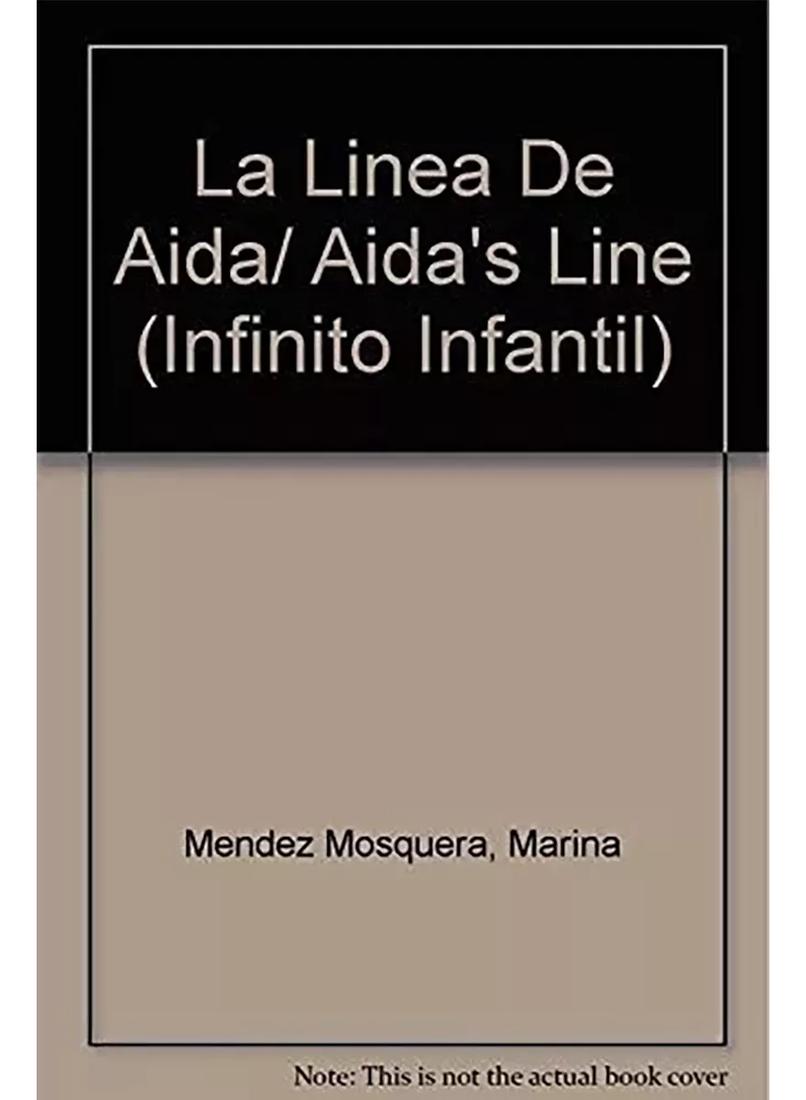 La Linea De
Aida/ Aida's Line
(Infinito Infantil)
Mendez Mosquera, Marina
Note: This is not the actual book cover